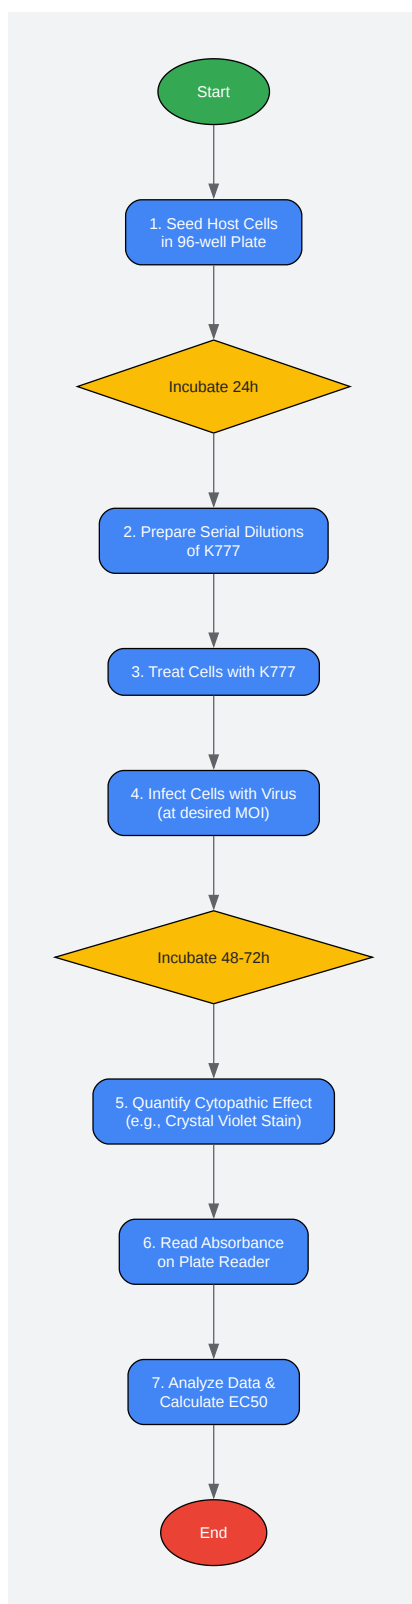 Start
1. Seed Host Cells
in 96-well Plate
Incubate 24h
2. Prepare Serial Dilutions
of K777
3. Treat Cells with K777
4. Infect Cells with Virus
(at desired MOI)
Incubate 48-72h
5. Quantify Cytopathic Effect
(e.g., Crystal Violet Stain)
6. Read Absorbance
on Plate Reader
7. Analyze Data &
Calculate EC50
End